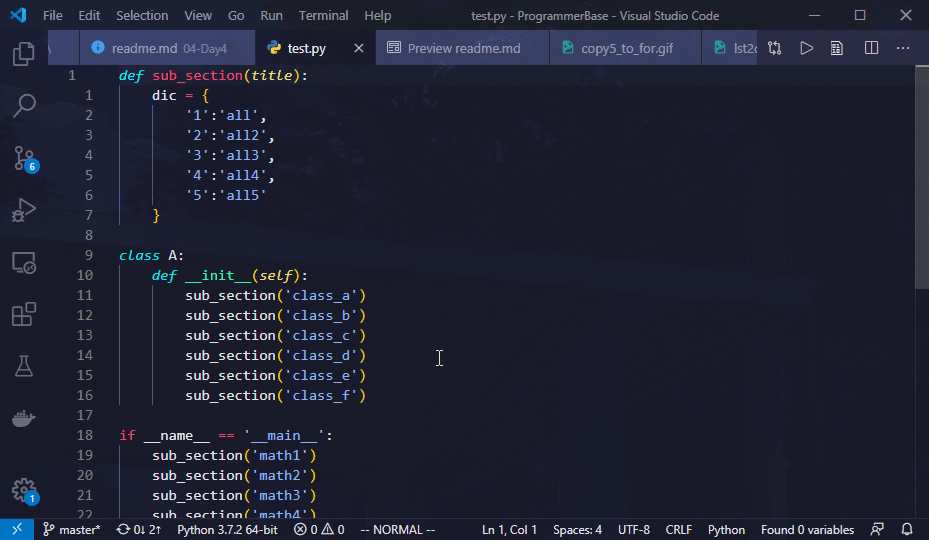 File Edit Selection View Go Run Terminal Help test.py - ProgrammerBase - Visual Studio Code
\ readme.md 04-Day4 test.py Preview readme.md copy5_to_for.gif lst2
1 def sub_section(title):
1 dic = {
2 '1':'all',
3 '2':'all2',
4 '3':'all3',
5 '4':'all4',
6 '5':'all5'
7 }
8
9 class A:
10 def __init__(self):
11 sub_section('class_a')
12 sub_section('class_b')
13 sub_section('class_c')
14 sub_section('class_d')
15 sub_section('class_e')
16 sub_section('class_f')
17
18 if __name__ == '__main__':
19 sub_section('math1')
20 sub_section('math2')
21 sub_section('math3')
22 sub_section('math4')
6
1
master* 0↓ 2↑ Python 3.7.2 64-bit 0 0 -- NORMAL -- Ln 1, Col 1 Spaces: 4 UTF-8 CRLF Python Found 0 variables